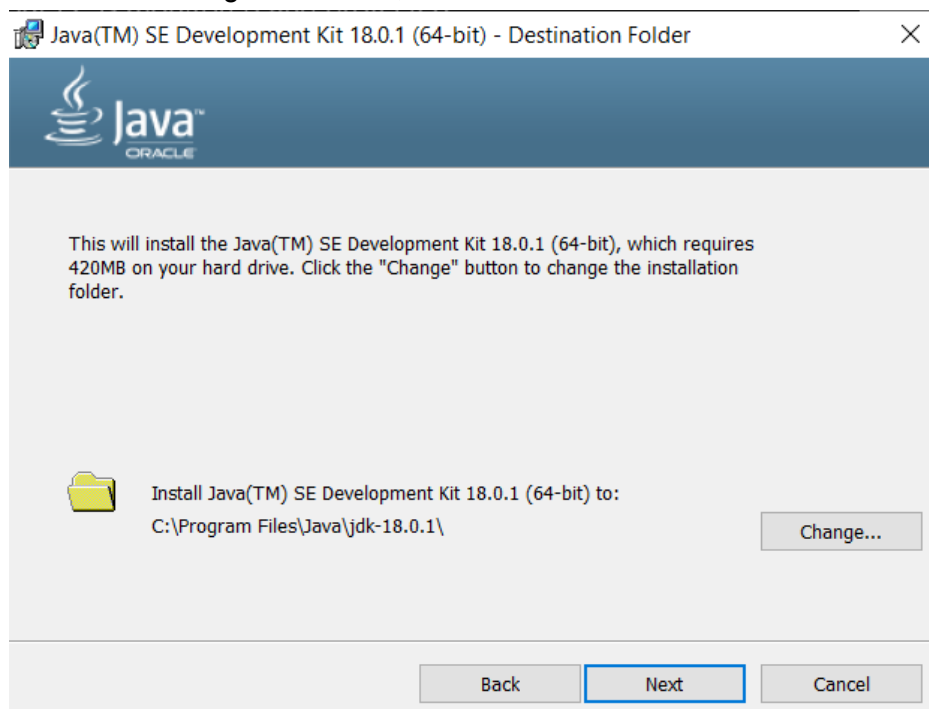 Java(TM) SE Development Kit 18.0.1 (64-bit) - Destination Folder
Java™
ORACLE
This will install the Java(TM) SE Development Kit 18.0.1 (64-bit), which requires
420MB on your hard drive. Click the "Change" button to change the installation
folder.
Install Java(TM) SE Development Kit 18.0.1 (64-bit) to:
C:\Program Files\Java\jdk-18.0.1\
Change...
Back
Next
Cancel